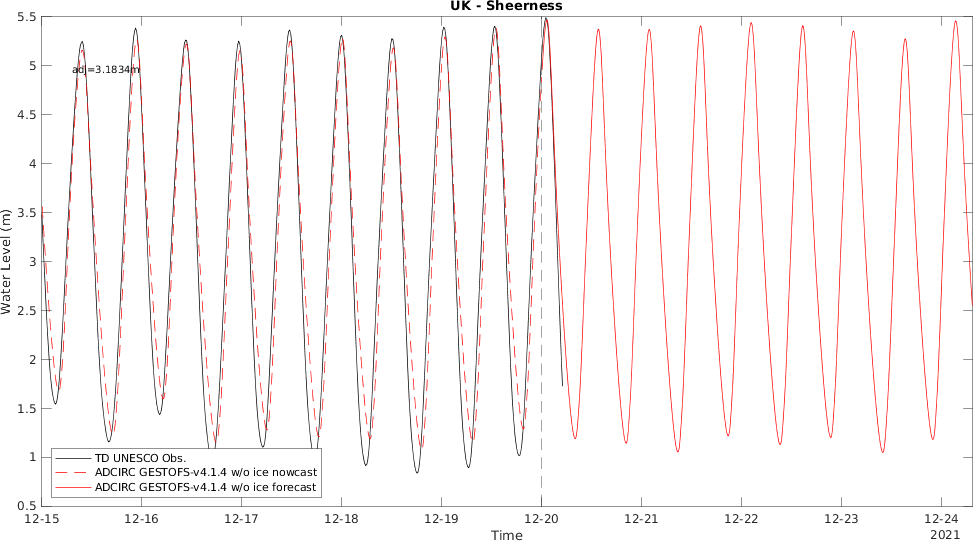 UK - Sheerness
5.5
5
4.5
4
3.5
3
2.5
2
1.5
1
0.5
Water Level (m)
adj=3.1834m
TD UNESCO Obs.
ADCIRC GESTOFS-v4.1.4 w/o ice nowcast
ADCIRC GESTOFS-v4.1.4 w/o ice forecast
12-15 12-16 12-17 12-18 12-19 12-20 12-21 12-22 12-23 12-24
Time 2021